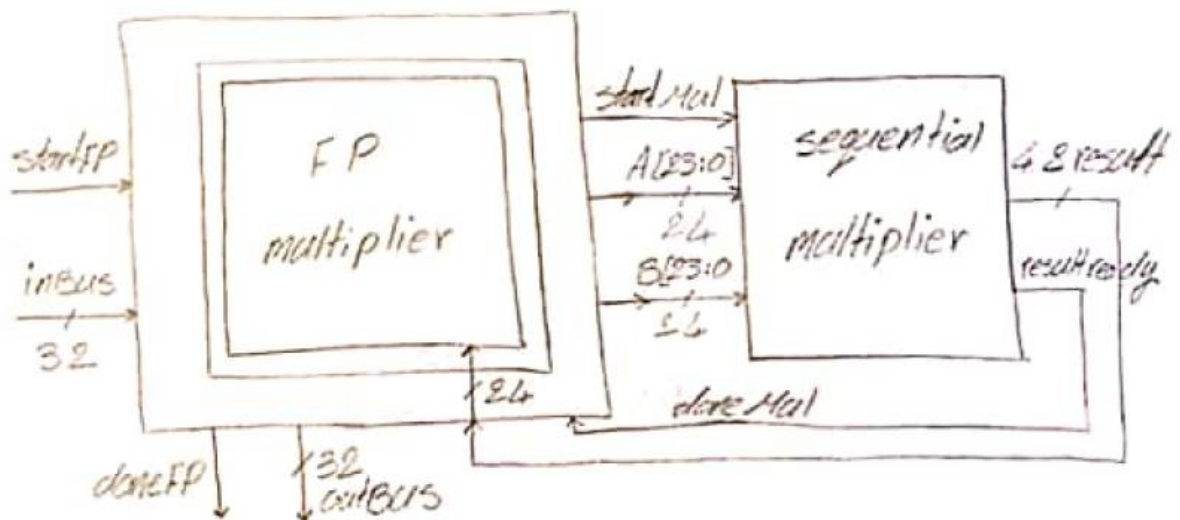 startFP
inBus
32
FP
multiplier
startMul
A[23:0]
24
B[23:0
24
sequential
multiplier
48 result
resultready
24
doneMul
doneFP
32
outBus